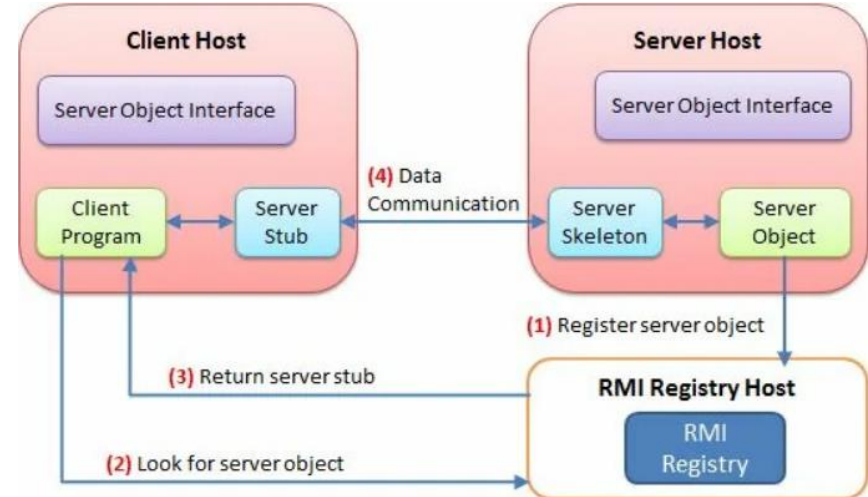 Client Host
Server Object Interface
Client
Program
Server
Stub
(4) Data
Communication
Server Host
Server Object Interface
Server
Skeleton
Server
Object
(1) Register server object
(3) Return server stub
RMI Registry Host
RMI
Registry
(2) Look for server object